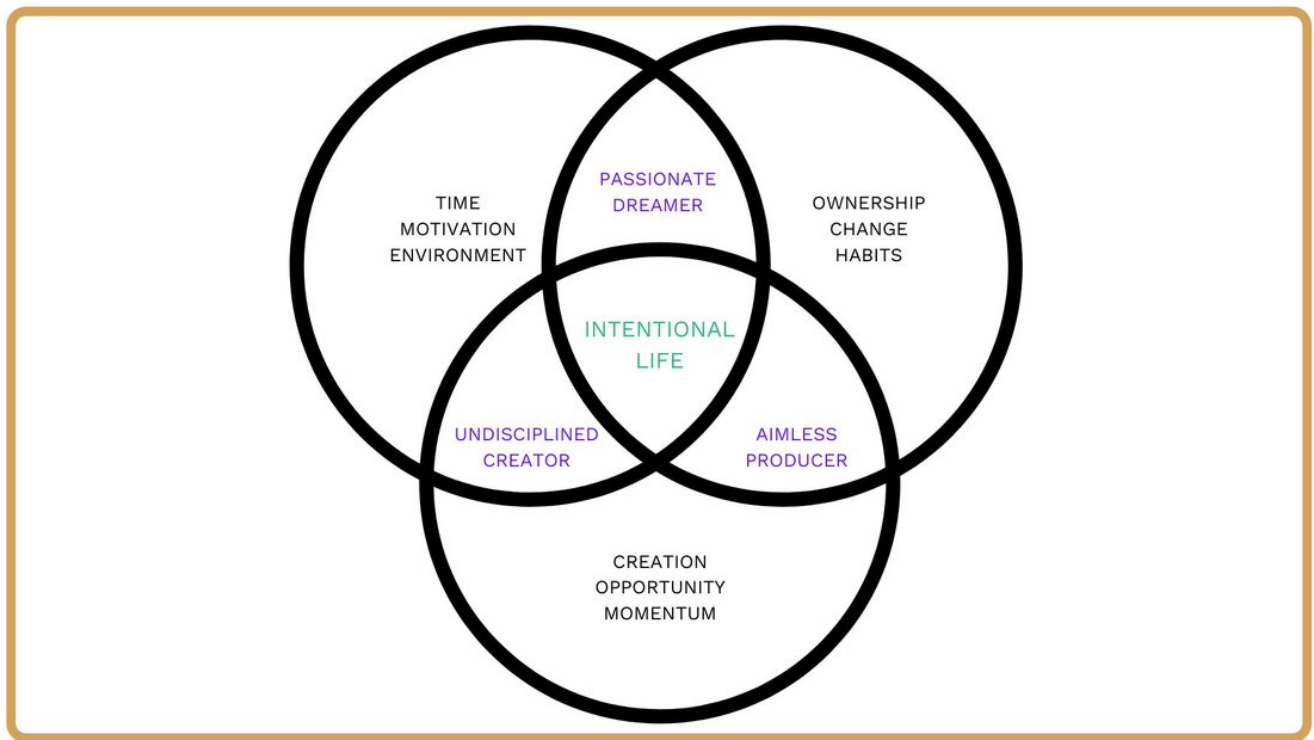 PASSIONATE
DREAMER
TIME
MOTIVATION
ENVIRONMENT
OWNERSHIP
CHANGE
HABITS
INTENTIONAL
LIFE
UNDISCIPLINED
CREATOR
AIMLESS
PRODUCER
CREATION
OPPORTUNITY
MOMENTUM